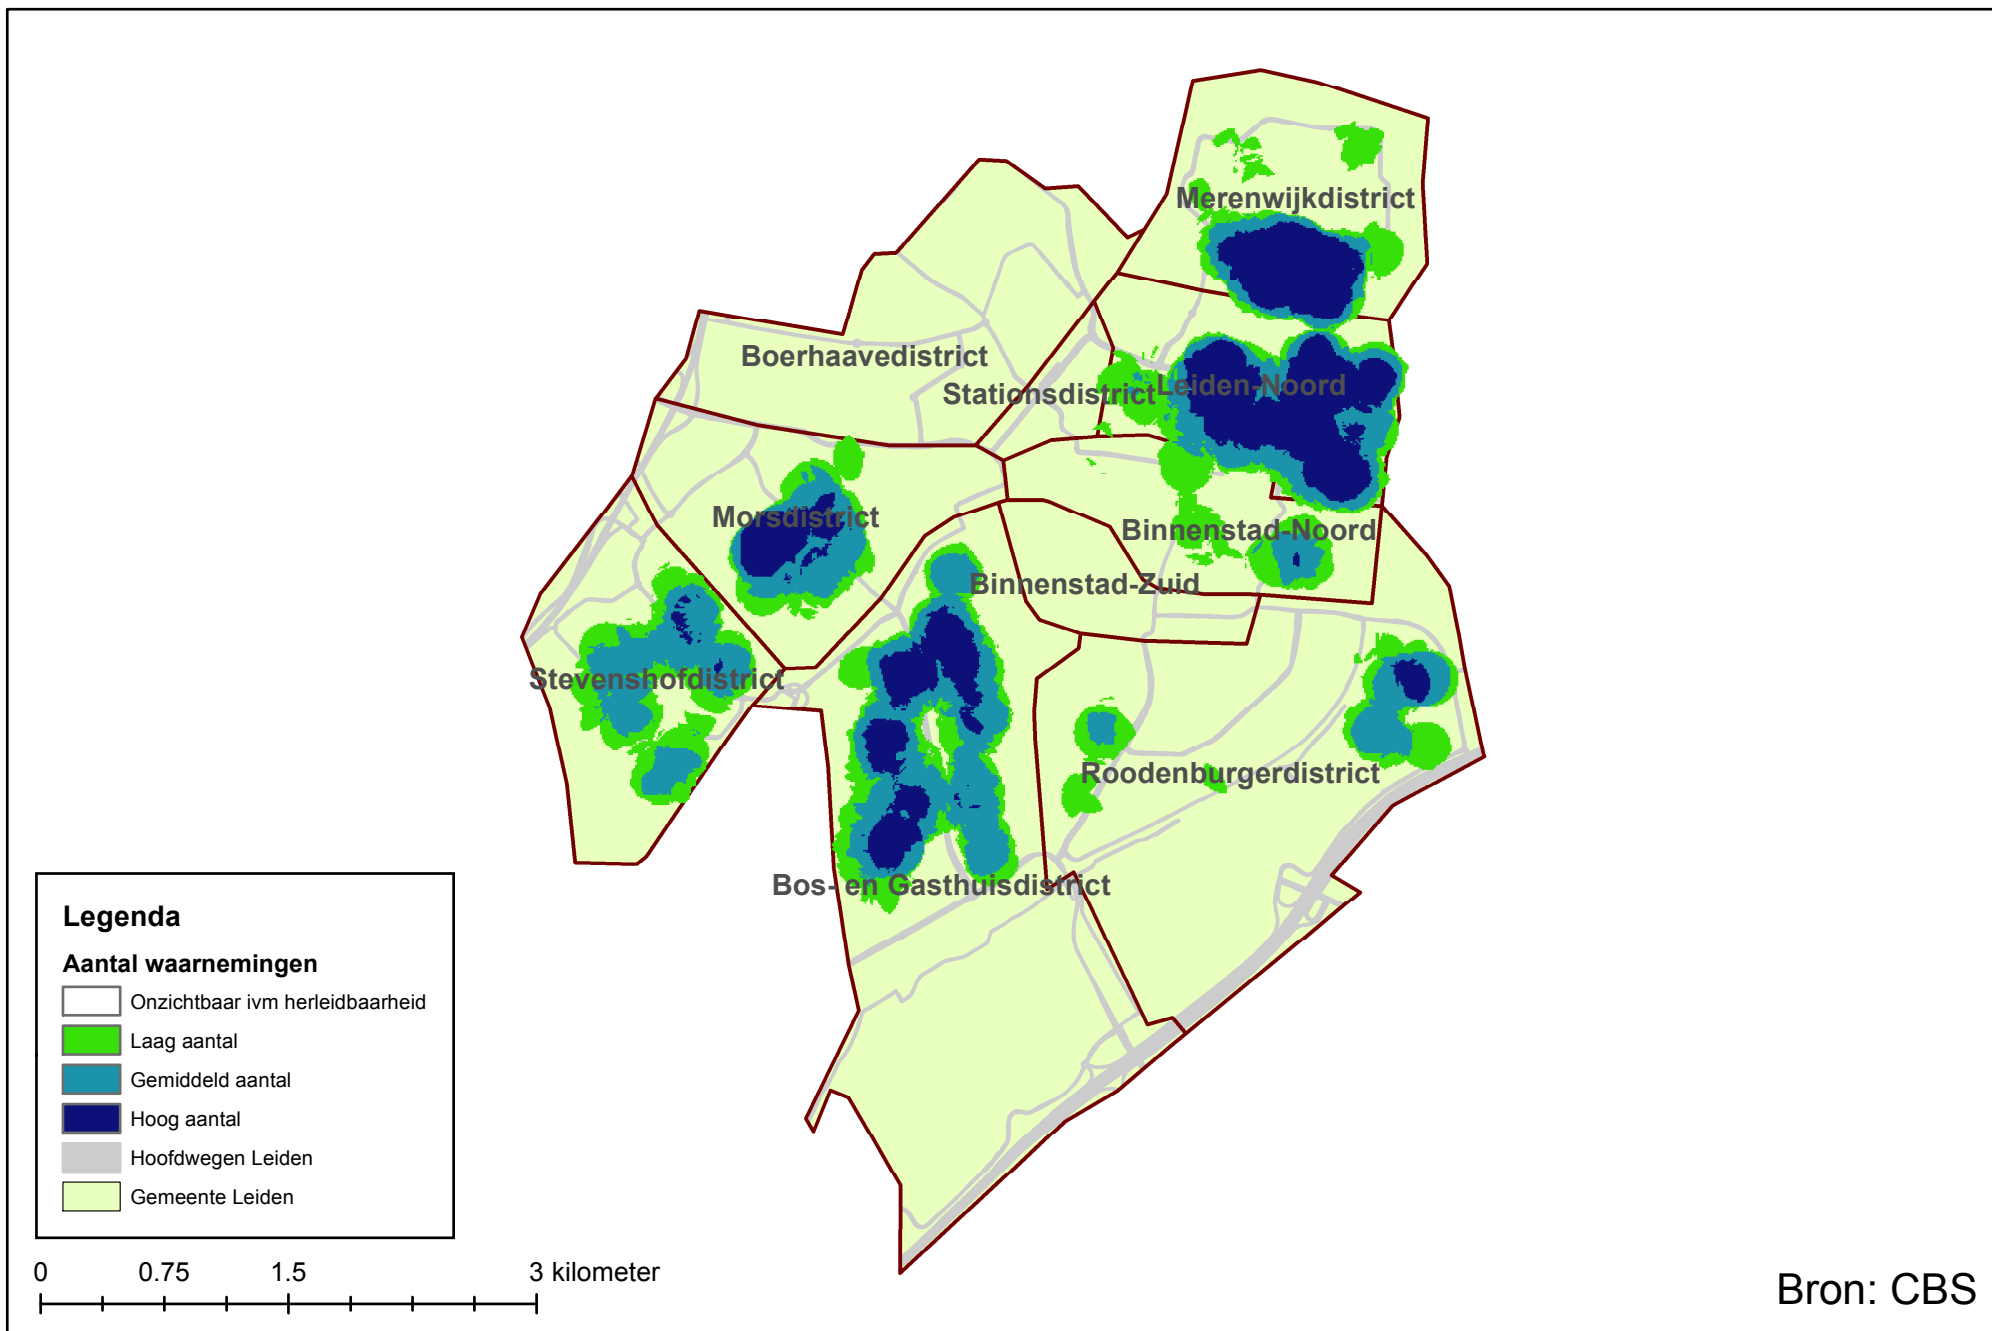 Merenwijkdistrict
Boerhaavedistrict
Stationsdistrict
Leiden-Noord
Morsdistrict
Binnenstad-Noord
Binnenstad-Zuid
Stevenshofdistrict
Roodenburgerdistrict
Bos- en Gasthuisdistrict
Legenda
Aantal waarnemingen
Onzichtbaar ivm herleidbaarheid
Laag aantal
Gemiddeld aantal
Hoog aantal
Hoofdwegen Leiden
Gemeente Leiden
0 0.75 1.5 3 kilometer
Bron: CBS